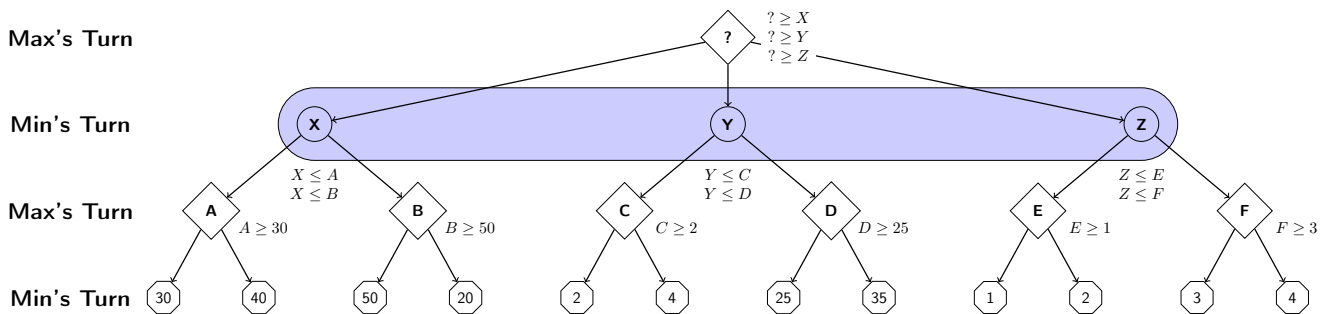 Max's Turn
?
? ≥ X
? ≥ Y
? ≥ Z
Min's Turn
X
Y
Z
X ≤ A
X ≤ B
Y ≤ C
Y ≤ D
Z ≤ E
Z ≤ F
Max's Turn
A
A ≥ 30
B
B ≥ 50
C
C ≥ 2
D
D ≥ 25
E
E ≥ 1
F
F ≥ 3
Min's Turn
30
40
50
20
2
4
25
35
1
2
3
4